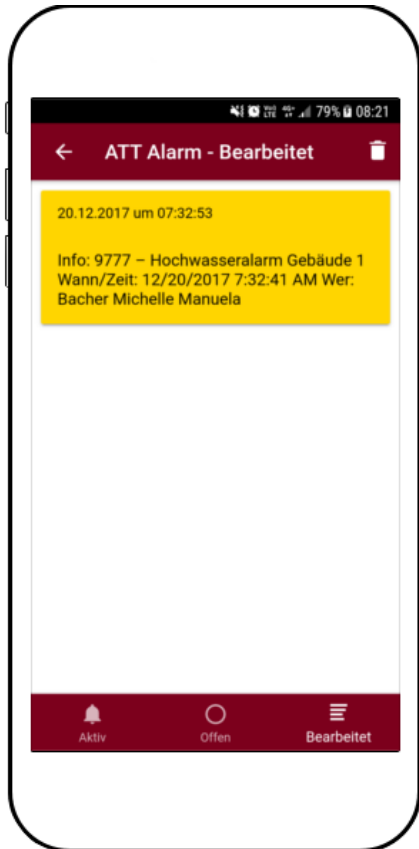 79% 08:21
ATT Alarm - Bearbeitet
20.12.2017 um 07:32:53
Info: 9777 – Hochwasseralarm Gebäude 1
Wann/Zeit: 12/20/2017 7:32:41 AM Wer:
Bacher Michelle Manuela
Aktiv
Offen
Bearbeitet